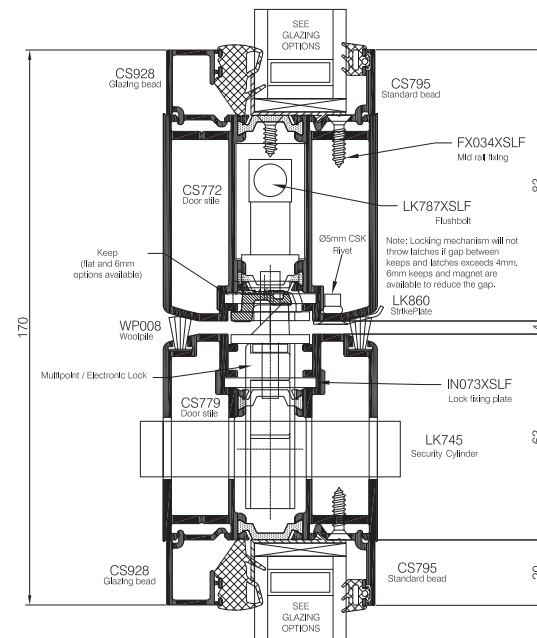 SEE
GLAZING
OPTIONS
CS928
Glazing bead
CS795
Standard bead
FX034XSLF
Mid rail fixing
CS772
Door stile
LK787XSLF
Flushbolt
Keep
(flat and 6mm
options available)
Ø5mm CSK
Rivet
Note: Locking mechanism will not
throw latches if gap between
keeps and latches exceeds 4mm.
6mm keeps and magnet are
available to reduce the gap.
LK860
StrikePlate
170
WP008
Woolpile
Multipoint / Electronic Lock
IN073XSLF
Lock fixing plate
CS779
Door stile
LK745
Security Cylinder
CS928
Glazing bead
CS795
Standard bead
SEE
GLAZING
OPTIONS